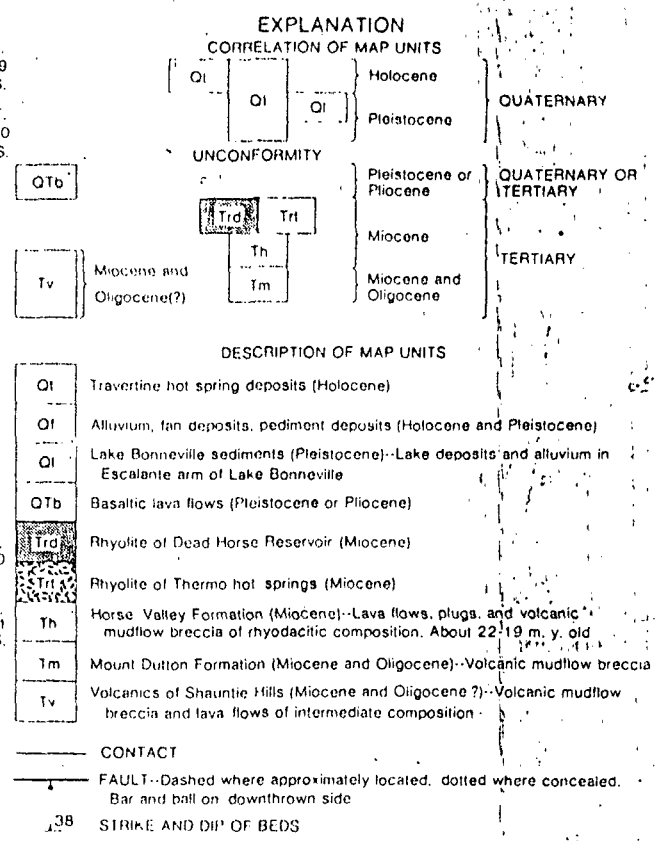 EXPLANATION
CORRELATION OF MAP UNITS
9
S.
0
S.
Qt
Qf
Ql
Holocene
Pleistocene
QUATERNARY
UNCONFORMITY
QTb
Pleistocene or
Pliocene
QUATERNARY OR
TERTIARY
Trd
Trt
Miocene
Th
Tm
Miocene and
Oligocene
TERTIARY
Tv
Miocene and
Oligocene(?)
DESCRIPTION OF MAP UNITS
Qt Travertine hot spring deposits (Holocene)
Qf Alluvium, fan deposits, pediment deposits (Holocene and Pleistocene)
Ql Lake Bonneville sediments (Pleistocene)--Lake deposits and alluvium in
Escalante arm of Lake Bonneville
QTb Basaltic lava flows (Pleistocene or Pliocene)
Trd Rhyolite of Dead Horse Reservoir (Miocene)
Trt Rhyolite of Thermo hot springs (Miocene)
Th Horse Valley Formation (Miocene)--Lava flows, plugs, and volcanic
mudflow breccia of rhyodacitic composition. About 22-19 m. y. old
Tm Mount Dutton Formation (Miocene and Oligocene)--Volcanic mudflow breccia
Tv Volcanics of Shauntie Hills (Miocene and Oligocene ?)--Volcanic mudflow
breccia and lava flows of intermediate composition
CONTACT
FAULT--Dashed where approximately located, dotted where concealed.
Bar and ball on downthrown side
38 STRIKE AND DIP OF BEDS